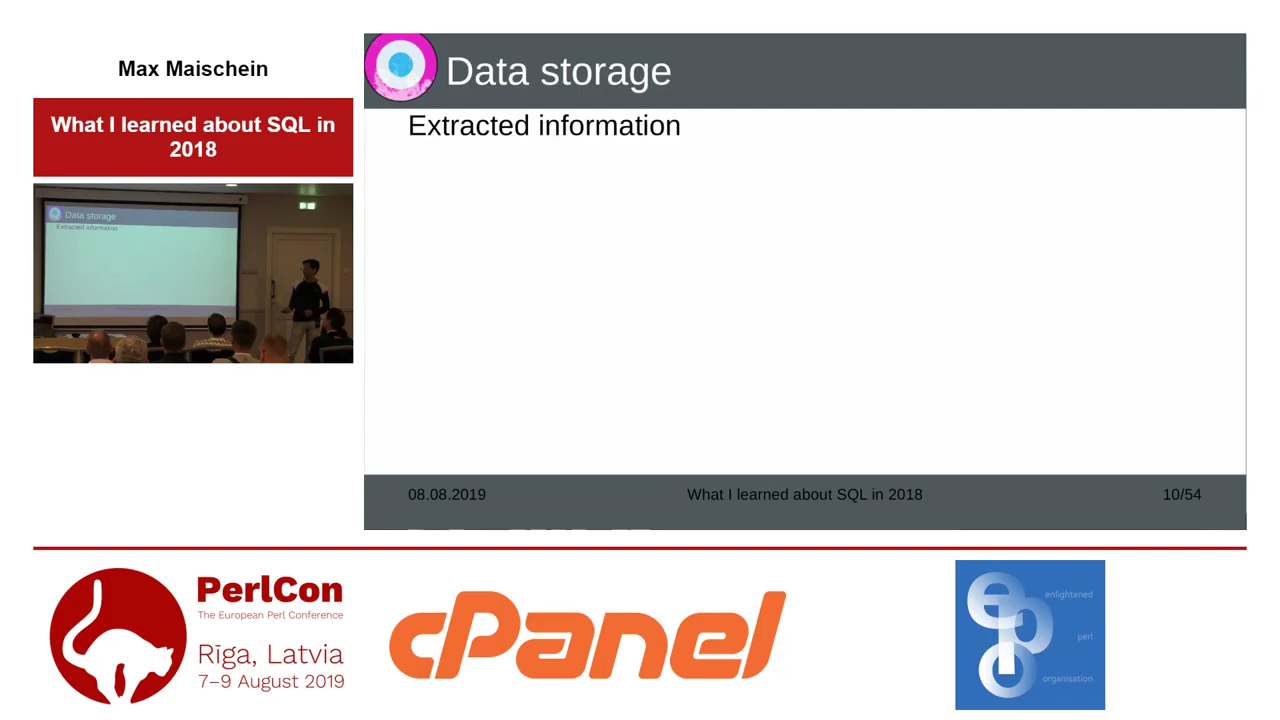 Max Maischein
What I learned about SQL in
2018
Data storage
Extracted information
Data storage
Extracted information
08.08.2019
What I learned about SQL in 2018
10/54
PerlCon
The European Perl Conference
Rīga, Latvia
7–9 August 2019
cPanel
epo
enlightened
perl
organisation